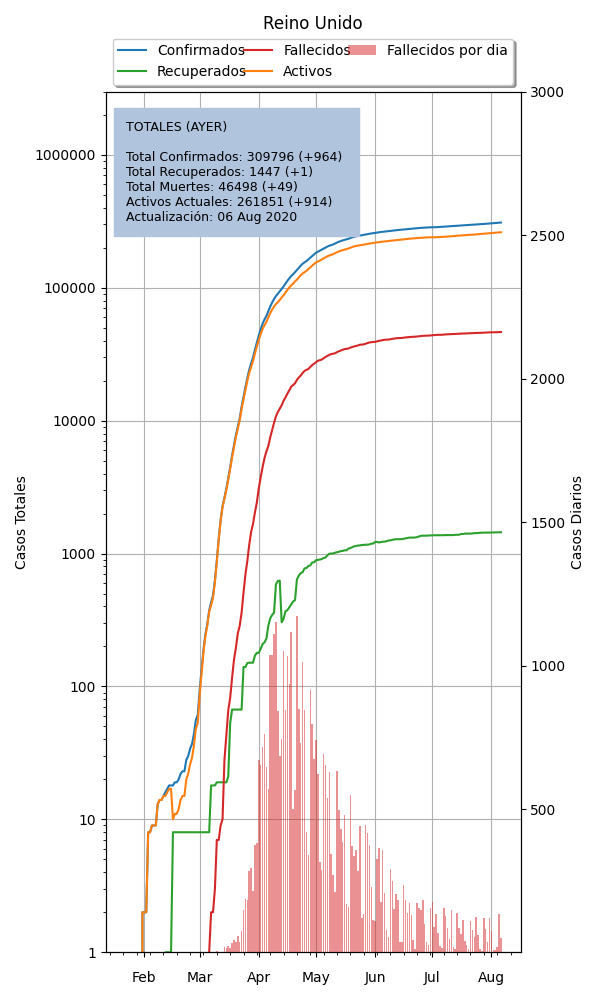 Reino Unido
Confirmados
Fallecidos
Fallecidos por dia
Recuperados
Activos
TOTALES (AYER)
Total Confirmados: 309796 (+964)
Total Recuperados: 1447 (+1)
Total Muertes: 46498 (+49)
Activos Actuales: 261851 (+914)
Actualización: 06 Aug 2020
Casos Totales
1000000
100000
10000
1000
100
10
1
Casos Diarios
3000
2500
2000
1500
1000
500
Feb Mar Apr May Jun Jul Aug